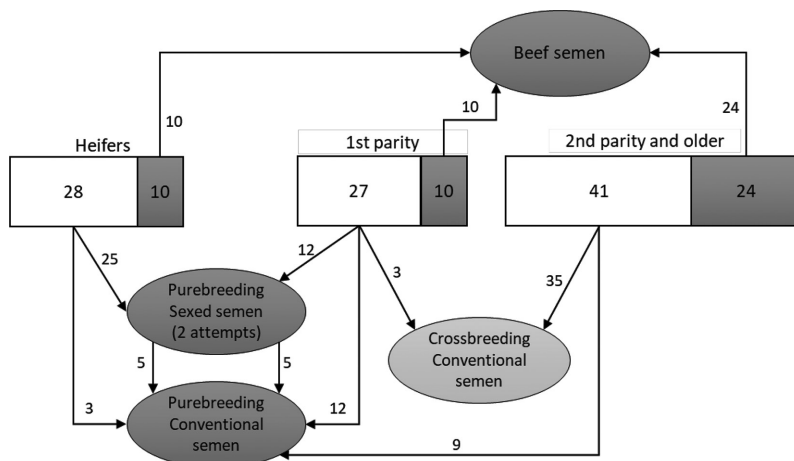 Beef semen
10
10
24
Heifers
1st parity
2nd parity and older
28
10
27
10
41
24
25
12
3
35
Purebreeding
Sexed semen
(2 attempts)
Crossbreeding
Conventional
semen
5
5
3
Purebreeding
Conventional
semen
12
9